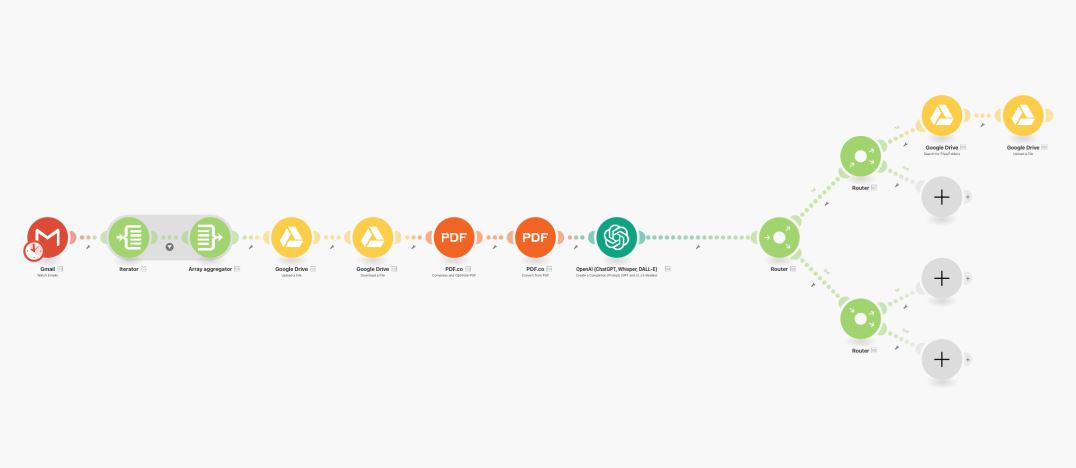 Gmail
Watch Emails
Iterator
Array aggregator
Google Drive
Upload a File
Google Drive
Download a File
PDF
PDF.co
Compress and Optimize PDF
PDF
PDF.co
Convert from PDF
OpenAI (ChatGPT, Whisper, DALL-E)
Create a Completion (Prompt) (GPT and o1, o3 Models)
Router
Router
Google Drive
Search for Files/Folders
Google Drive
Upload a File
Router